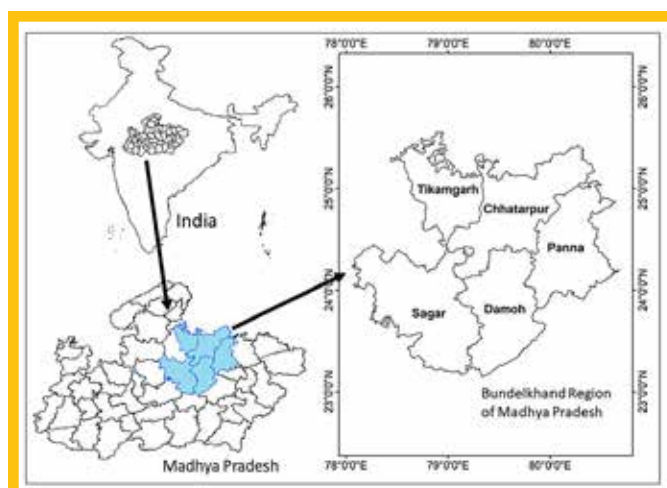 India
Madhya Pradesh
78°0'0"E
79°0'0"E
80°0'0"E
26°0'0"N
25°0'0"N
24°0'0"N
23°0'0"N
Tikamgarh
Chhatarpur
Panna
Sagar
Damoh
Bundelkhand Region
of Madhya Pradesh
26°0'0"N
25°0'0"N
24°0'0"N
23°0'0"N
78°0'0"E
79°0'0"E
80°0'0"E